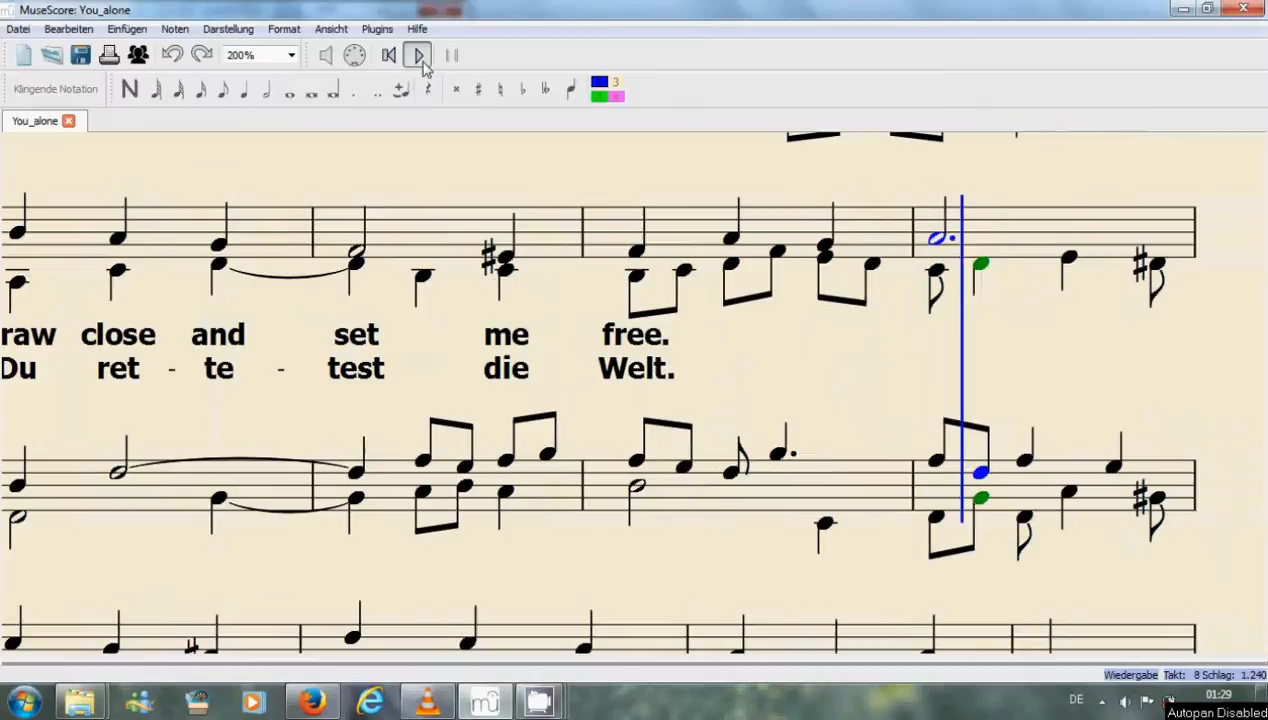 MuseScore: You_alone
Datei Bearbeiten Einfügen Noten Darstellung Format Ansicht Plugins Hilfe
200%
Klingende Notation N 3
You_alone
raw close and set me free.
Du ret - te - test die Welt.
Wiedergabe Takt: 8 Schlag: 1.240
mû DE 01:29
Autopan Disabled